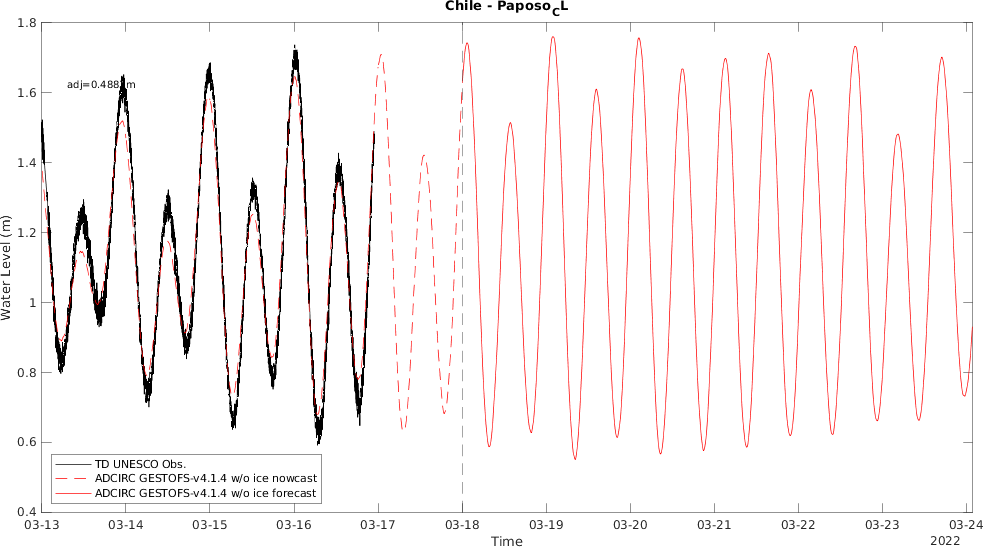 Chile - Paposo_CL
1.8
1.6
1.4
1.2
1
0.8
0.6
0.4
Water Level (m)
TD UNESCO Obs.
ADCIRC GESTOFS-v4.1.4 w/o ice nowcast
ADCIRC GESTOFS-v4.1.4 w/o ice forecast
03-13 03-14 03-15 03-16 03-17 03-18 03-19 03-20 03-21 03-22 03-23 03-24
Time
2022